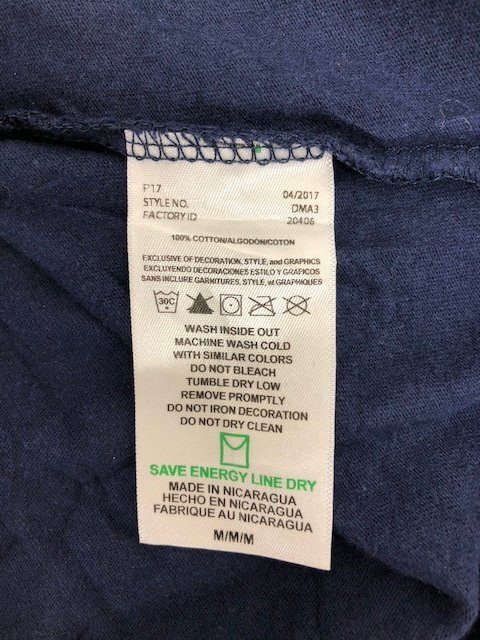 F'17 04/2017
STYLE NO. DMA3
FACTORY ID 20406
100% COTTON/ALGODON/COTON
EXCLUSIVE OF DECORATION, STYLE, and GRAPHICS
EXCLUYENDO DECORACIONES ESTILO Y GRÁFICOS
SANS INCLURE GARNITURES, STYLE, et GRAPHIQUES
30C
WASH INSIDE OUT
MACHINE WASH COLD
WITH SIMILAR COLORS
DO NOT BLEACH
TUMBLE DRY LOW
REMOVE PROMPTLY
DO NOT IRON DECORATION
DO NOT DRY CLEAN
SAVE ENERGY LINE DRY
MADE IN NICARAGUA
HECHO EN NICARAGUA
FABRIQUE AU NICARAGUA
M/M/M